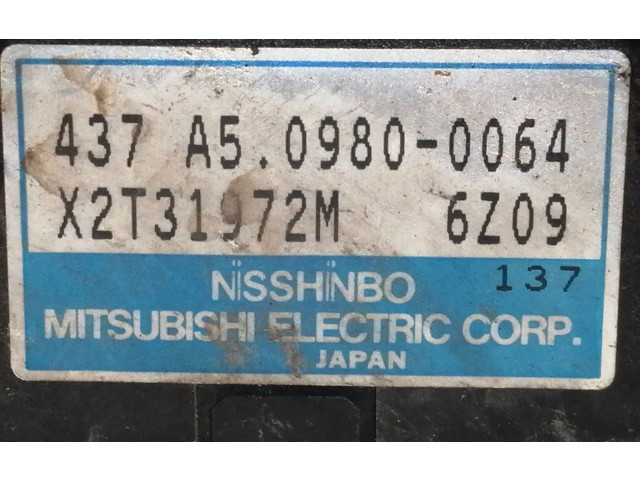 437 A5.0980-0064
X2T31972M 6Z09
NISSHINBO 137
MITSUBISHI ELECTRIC CORP.
JAPAN